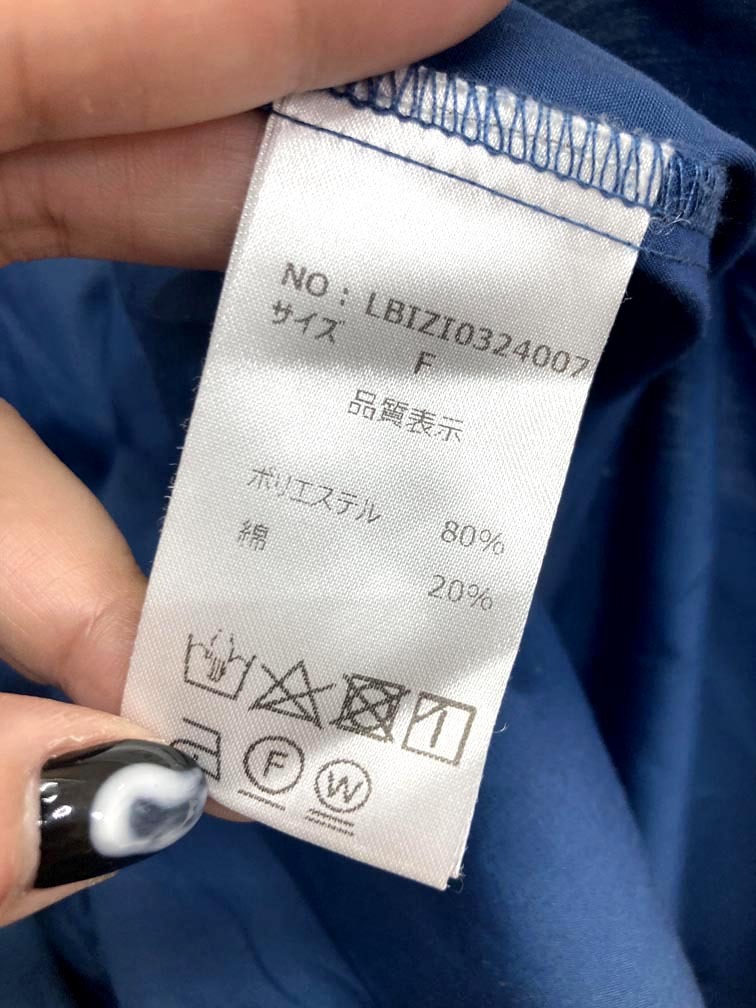 NO : LBIZI0324007
サイズ F
品質表示
ポリエステル 80%
綿 20%
F W